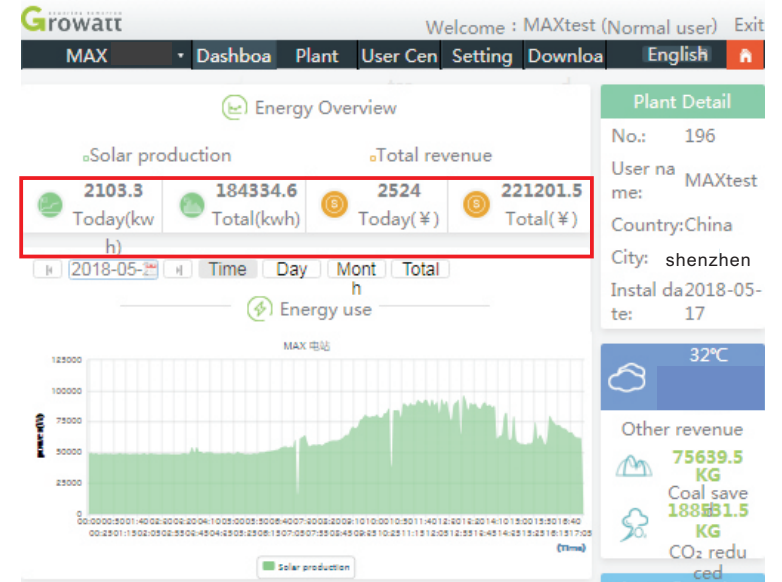 Growatt
Welcome : MAXtest (Normal user) Exit
MAX Dashboa Plant User Cen Setting Downloa English
Energy Overview
Solar production Total revenue
2103.3 184334.6 2524 221201.5
Today(kw Total(kwh) Today(¥) Total(¥)
h)
2018-05- Time Day Mont Total
h
Energy use
MAX 电站
125000
100000
75000
50000
25000
0
power(W)
(Time)
Solar production
Plant Detail
No.: 196
User na MAXtest
me:
Country:China
City: shenzhen
Instal da2018-05-
te: 17
32℃
Other revenue
75639.5
KG
Coal save
d
188531.5
KG
CO₂ redu
ced